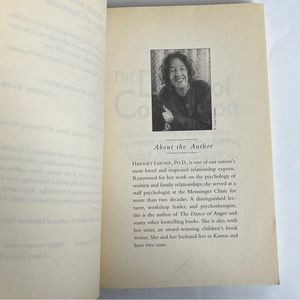 About the Author
HARRIET LERNER, PH.D., is one of our nation's
most loved and respected relationship experts.
Renowned for her work on the psychology of
women and family relationships, she served as a
staff psychologist at the Menninger Clinic for
more than two decades. A distinguished lec-
turer, workshop leader, and psychotherapist,
she is the author of The Dance of Anger and
many other bestselling books. She is also, with
her sister, an award-winning children's book
writer. She and her husband live in Kansas and
have two sons.